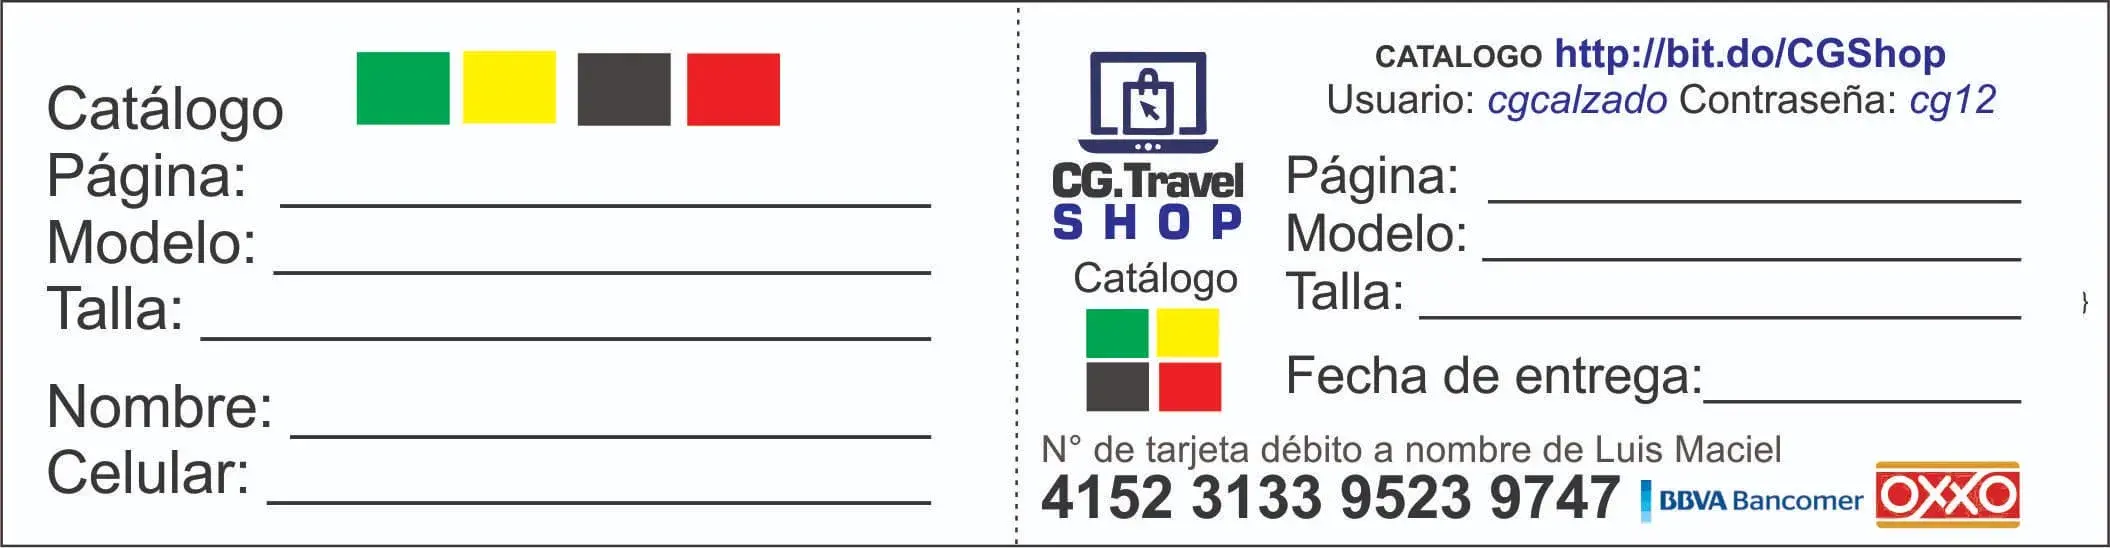 Catálogo
Página:
Modelo:
Talla:
Nombre:
Celular:
CG.Travel
SHOP
Catálogo
CATALOGO http://bit.do/CGShop
Usuario: cgcalzado Contraseña: cg12
Página:
Modelo:
Talla:
}
Fecha de entrega:
N° de tarjeta débito a nombre de Luis Maciel
4152 3133 9523 9747 BBVA Bancomer OXXO